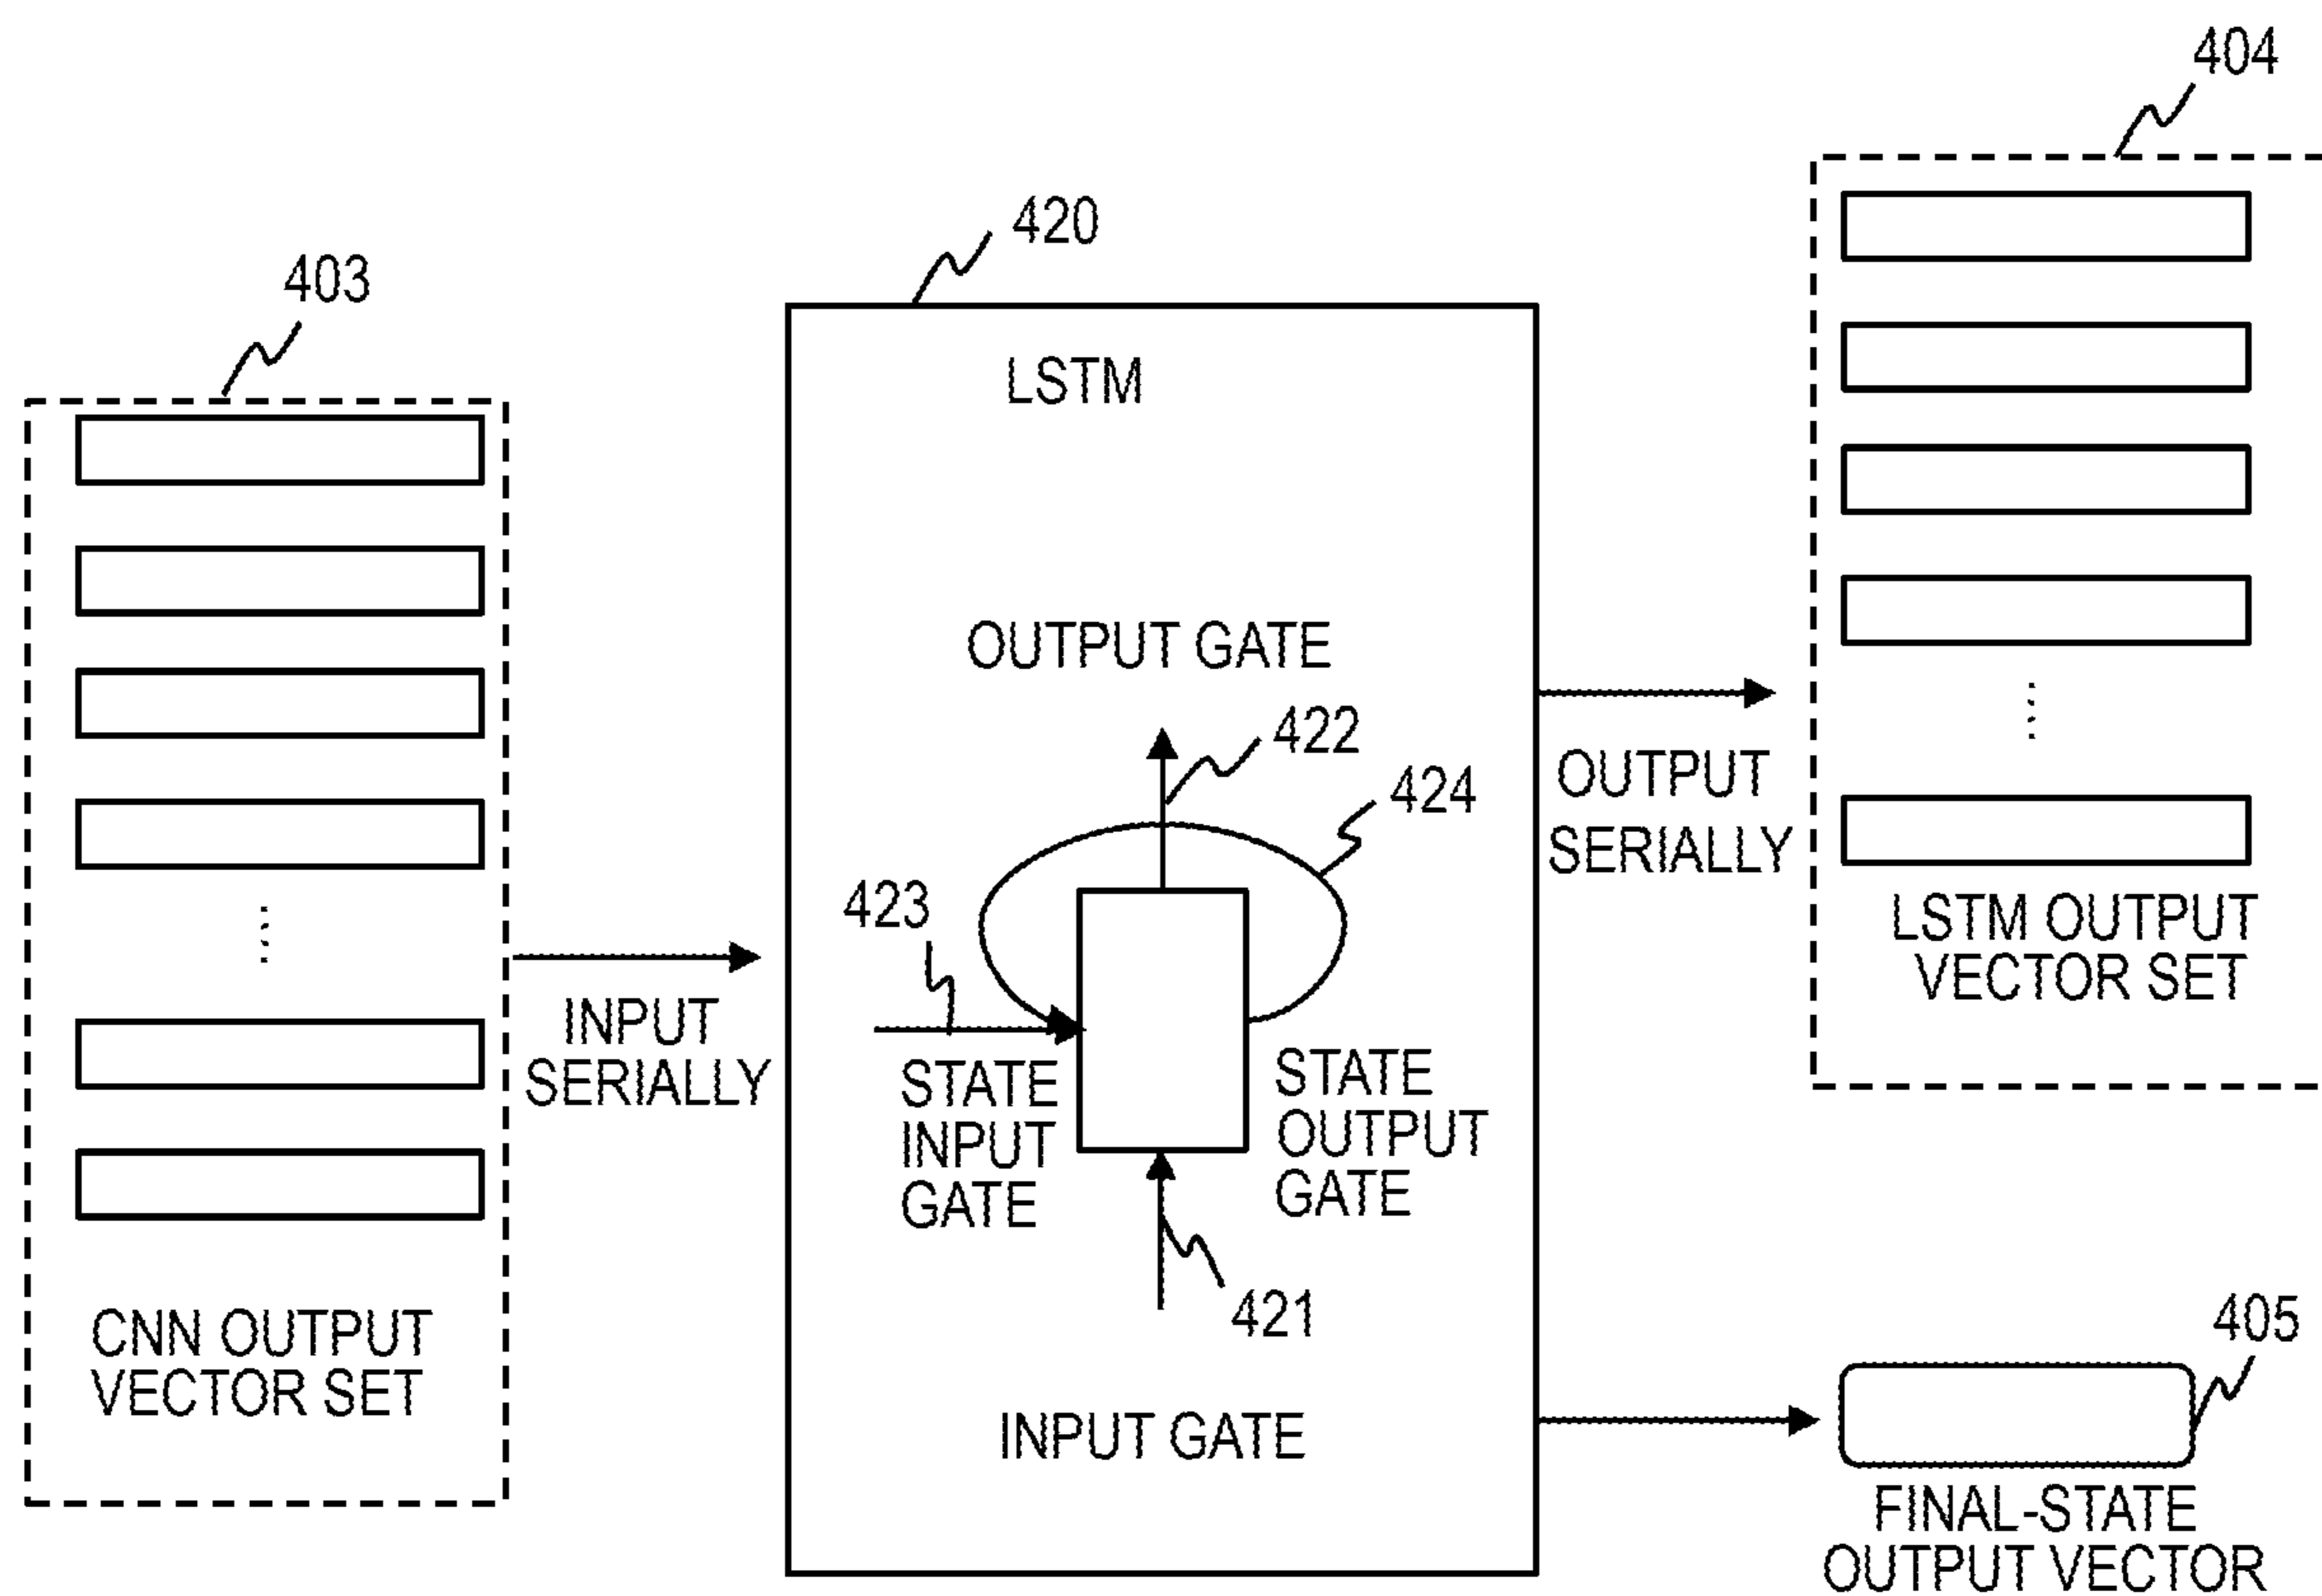 404
420
403
LSTM
OUTPUT GATE
422
424
OUTPUT
SERIALLY
423
LSTM OUTPUT
VECTOR SET
INPUT
SERIALLY
STATE
INPUT
GATE
STATE
OUTPUT
GATE
421
CNN OUTPUT
VECTOR SET
405
INPUT GATE
FINAL-STATE
OUTPUT VECTOR